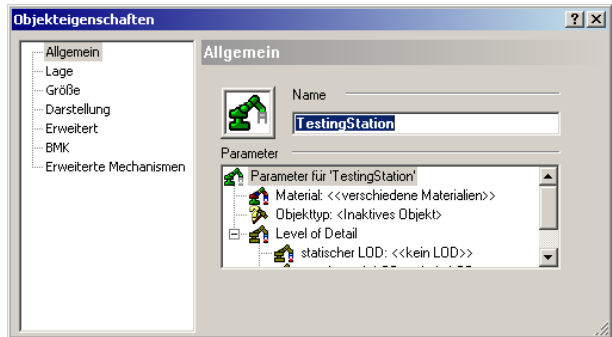 Objekteigenschaften
Allgemein
Lage
Größe
Darstellung
Erweitert
BMK
Erweiterte Mechanismen
Allgemein
Name
TestingStation
Parameter
Parameter für 'TestingStation'
Material: <<verschiedene Materialien>>
Objekttyp: <Inaktives Objekt>
Level of Detail
statischer LOD: <<kein LOD>>